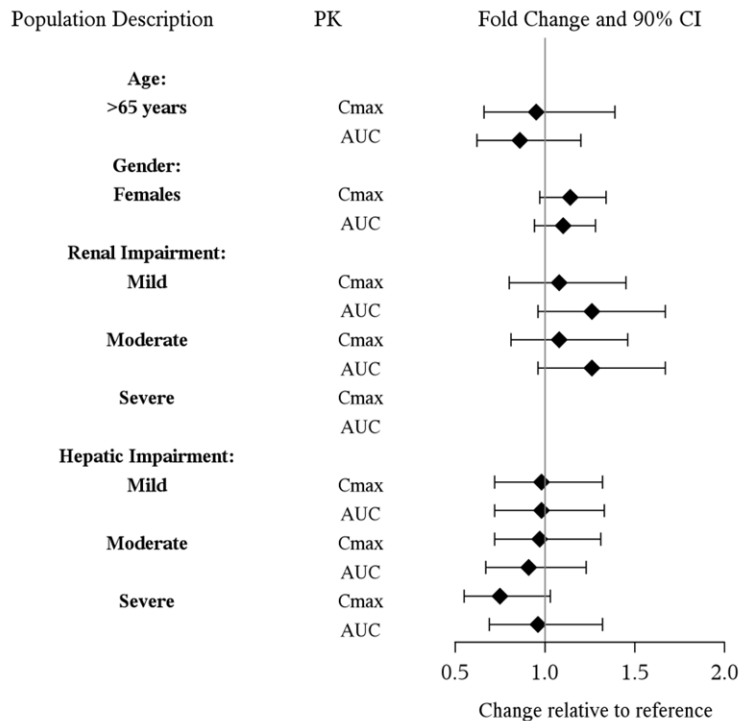 Population Description PK Fold Change and 90% CI
Age:
>65 years Cmax
AUC
Gender:
Females Cmax
AUC
Renal Impairment:
Mild Cmax
AUC
Moderate Cmax
AUC
Severe Cmax
AUC
Hepatic Impairment:
Mild Cmax
AUC
Moderate Cmax
AUC
Severe Cmax
AUC
0.5 1.0 1.5 2.0
Change relative to reference